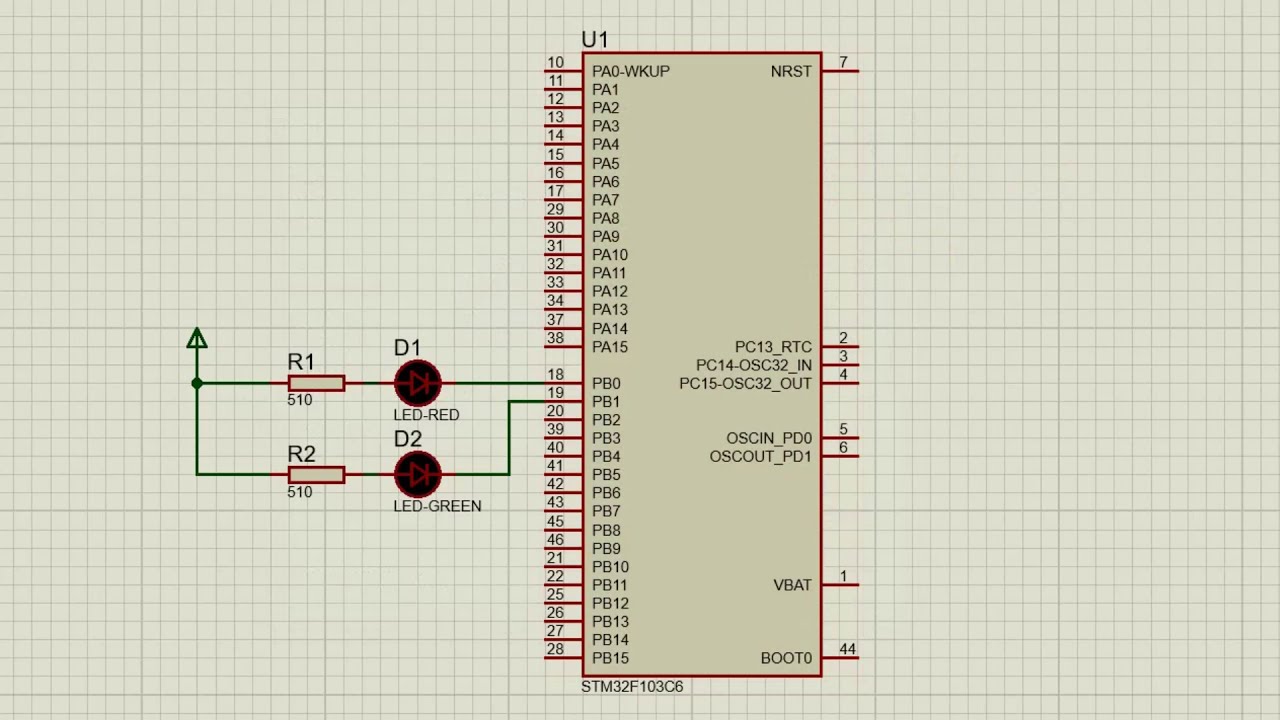 U1
10 PA0-WKUP NRST 7
11 PA1
12 PA2
13 PA3
14 PA4
15 PA5
16 PA6
17 PA7
29 PA8
30 PA9
31 PA10
32 PA11
33 PA12
34 PA13
37 PA14
38 PA15 PC13_RTC 2
PC14-OSC32_IN 3
R1 D1 18 PB0 PC15-OSC32_OUT 4
510 LED-RED 19 PB1
20 PB2
39 PB3 OSCIN_PD0 5
R2 D2 40 PB4 OSCOUT_PD1 6
510 LED-GREEN 41 PB5
42 PB6
43 PB7
45 PB8
46 PB9
21 PB10
22 PB11 VBAT 1
25 PB12
26 PB13
27 PB14
28 PB15 BOOT0 44
STM32F103C6